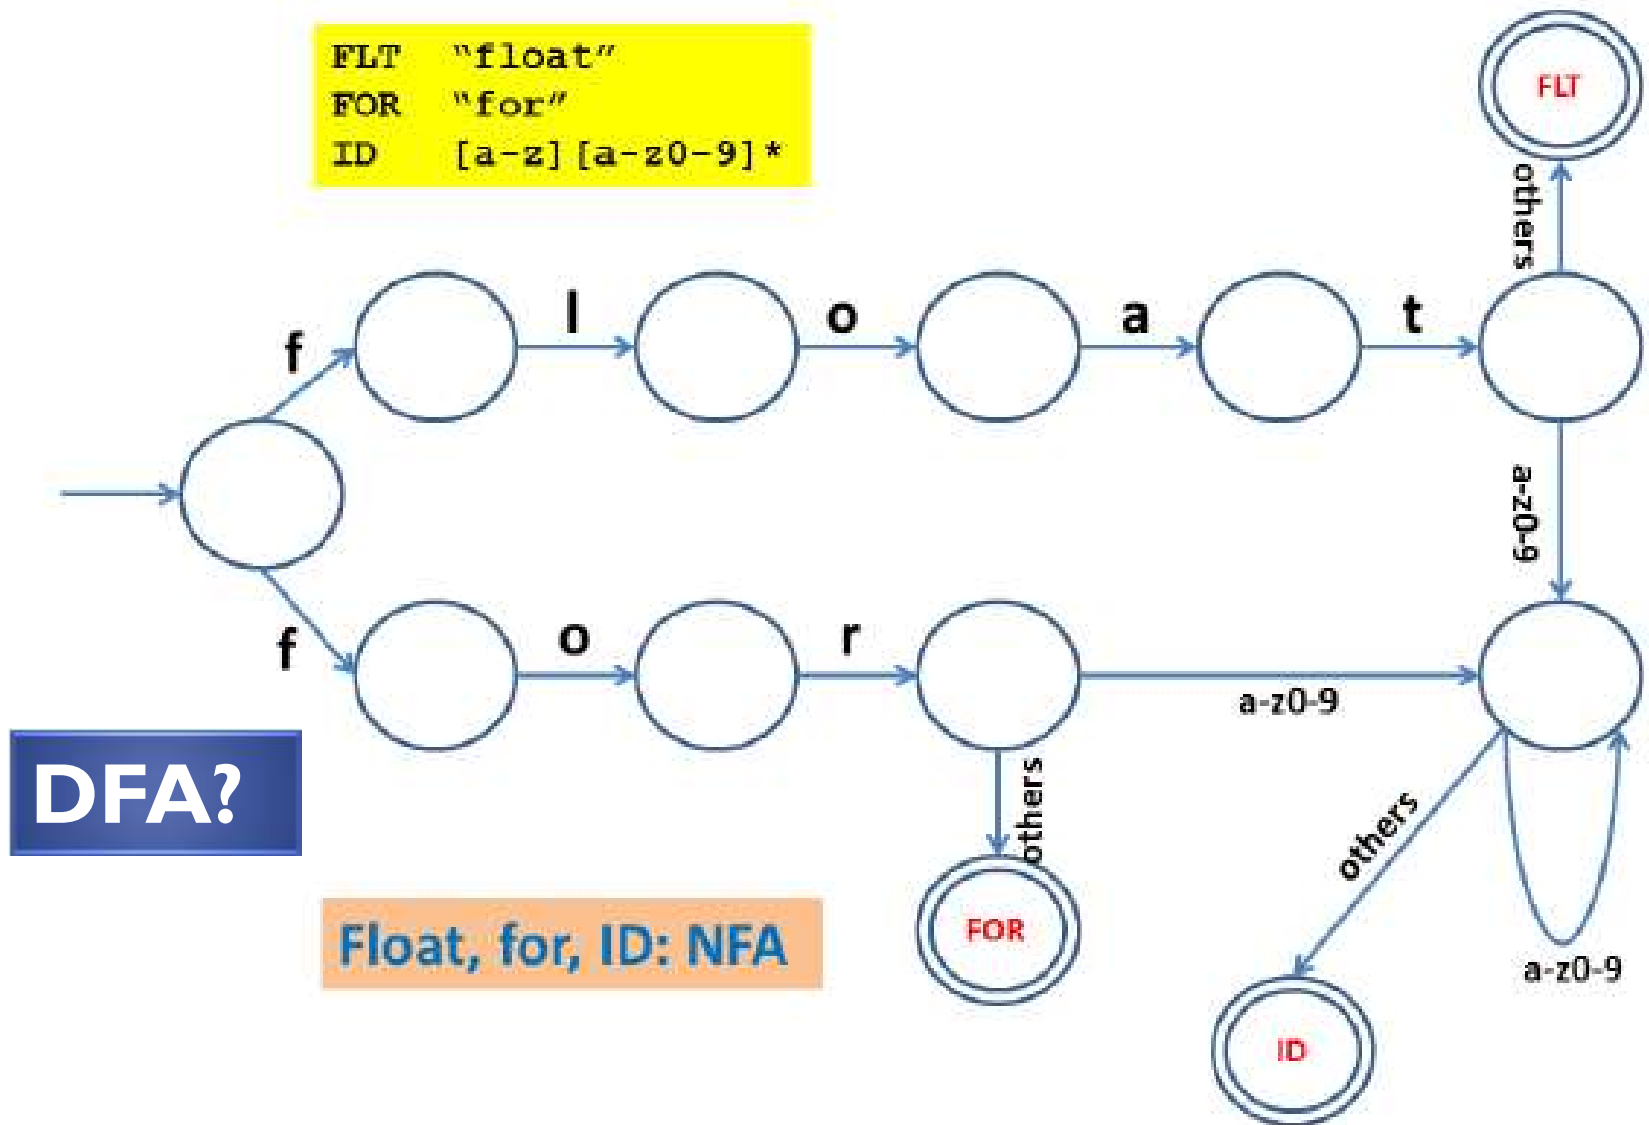 FLT “float”
FOR “for”
ID [a-z][a-z0-9]*
FLT
others
f
l
o
a
t
a-z0-9
f
o
r
a-z0-9
others
FOR
others
a-z0-9
ID
DFA?
Float, for, ID: NFA